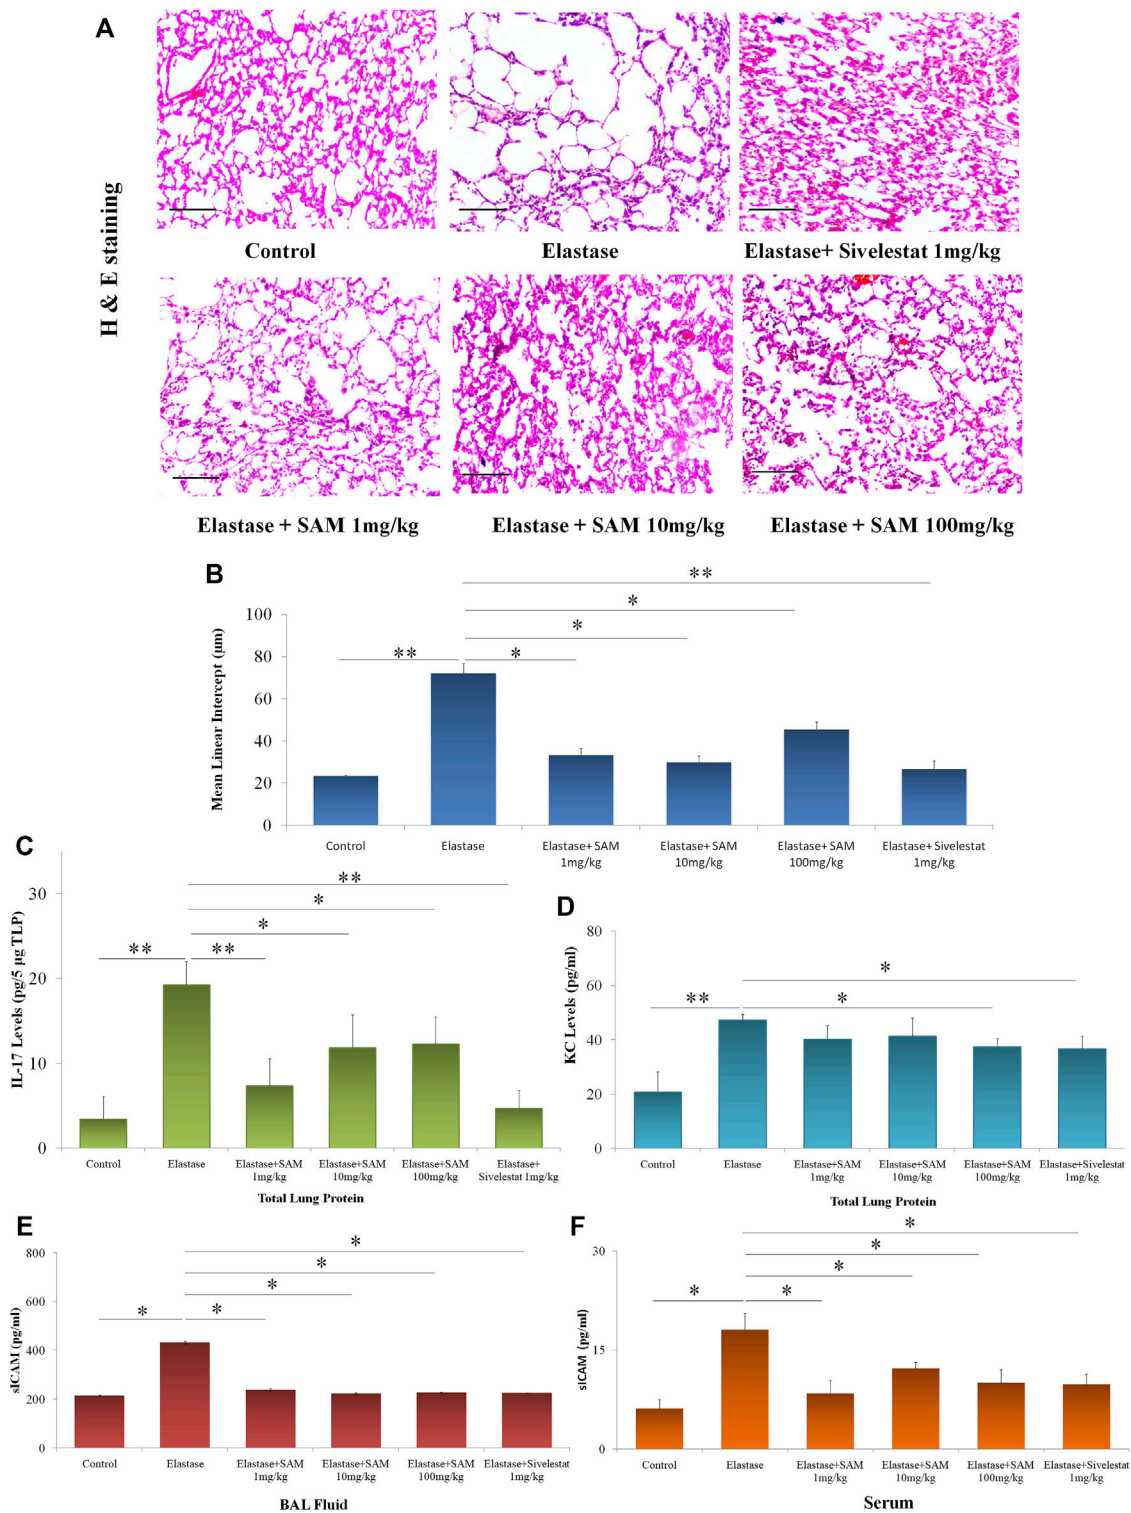 A
H & E staining
Control
Elastase
Elastase+ Sivelestat 1mg/kg
Elastase + SAM 1mg/kg
Elastase + SAM 10mg/kg
Elastase + SAM 100mg/kg
B
**
*
*
** *
Mean Linear Intercept (µm)
100
80
60
40
20
0
Control
Elastase
Elastase+ SAM
1mg/kg
Elastase+ SAM
10mg/kg
Elastase+ SAM
100mg/kg
Elastase+ Sivelestat
1mg/kg
C
**
*
*
** **
IL-17 Levels (pg/5 µg TLP)
30
20
10
0
Control
Elastase
Elastase+SAM
1mg/kg
Elastase+SAM
10mg/kg
Elastase+SAM
100mg/kg
Elastase+
Sivelestat 1mg/kg
Total Lung Protein
D
*
** *
KC Levels (pg/ml)
80
60
40
20
0
Control
Elastase
Elastase+SAM
1mg/kg
Elastase+SAM
10mg/kg
Elastase+SAM
100mg/kg
Elastase+Sivelestat
1mg/kg
Total Lung Protein
E
*
*
*
* *
sICAM (pg/ml)
800
600
400
200
0
Control
Elastase
Elastase+SAM
1mg/kg
Elastase+SAM
10mg/kg
Elastase+SAM
100mg/kg
Elastase+Sivelestat
1mg/kg
BAL Fluid
F
*
*
*
* *
sICAM (pg/ml)
30
15
0
Control
Elastase
Elastase+SAM
1mg/kg
Elastase+SAM
10mg/kg
Elastase+SAM
100mg/kg
Elastase+Sivelestat
1mg/kg
Serum